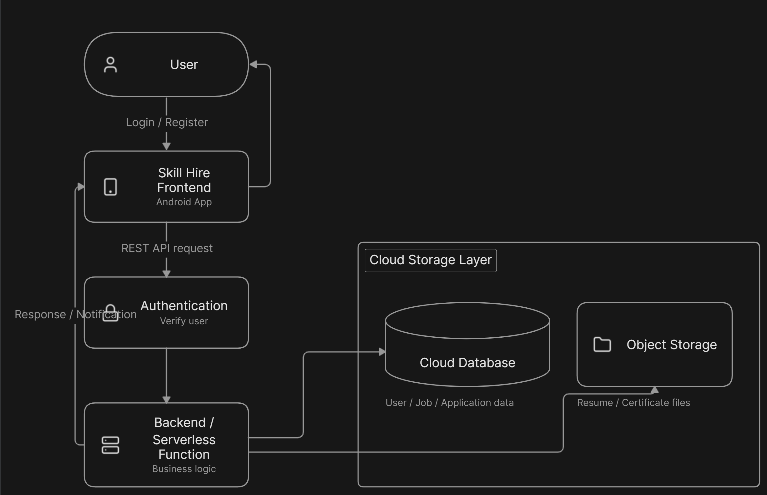 User
Login / Register
Skill Hire
Frontend
Android App
REST API request
Cloud Storage Layer
Authentication
Verify user
Response / Notification
Cloud Database
Object Storage
User / Job / Application data
Resume / Certificate files
Backend /
Serverless
Function
Business logic